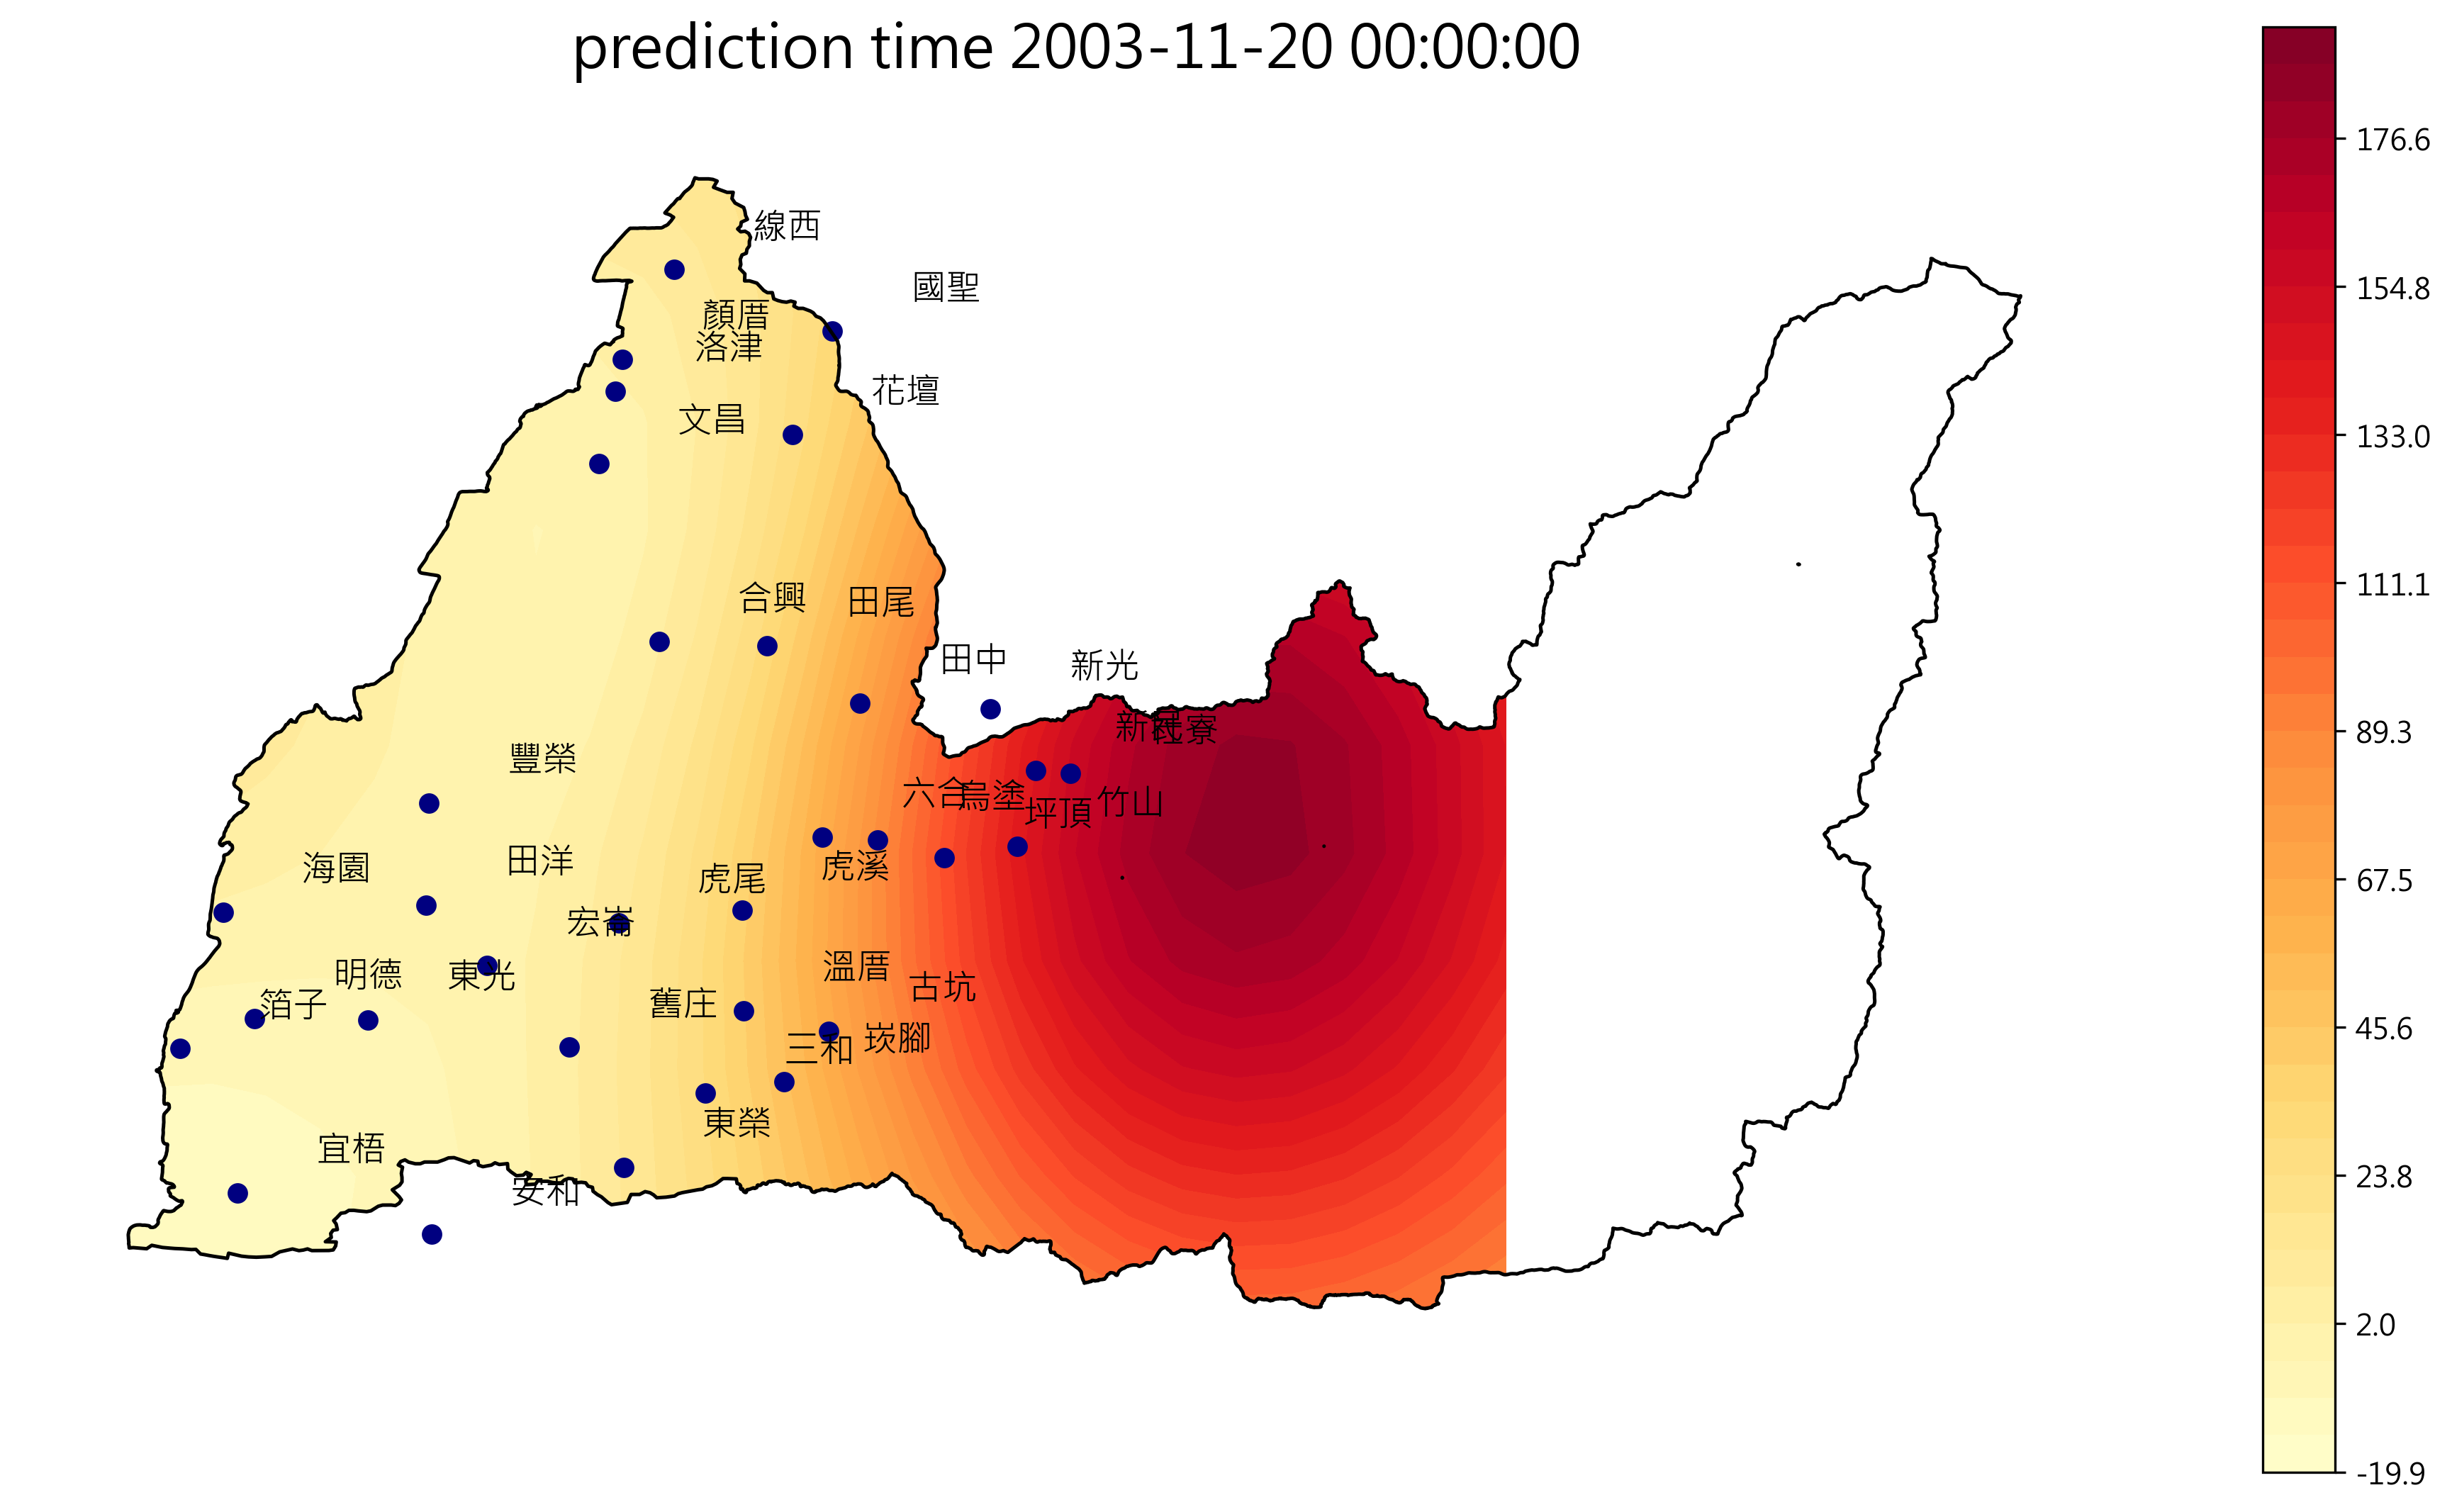 prediction time 2003-11-20 00:00:00
線西
國聖
顏厝
洛津
花壇
文昌
合興
田尾
田中
新光
新民
社寮
豐榮
六合
烏塗
坪頂
竹山
海園
田洋
虎尾
虎溪
宏崙
明德
東光
溫厝
古坑
箔子
舊庄
三和
崁腳
東榮
宜梧
安和
176.6
154.8
133.0
111.1
89.3
67.5
45.6
23.8
2.0
-19.9